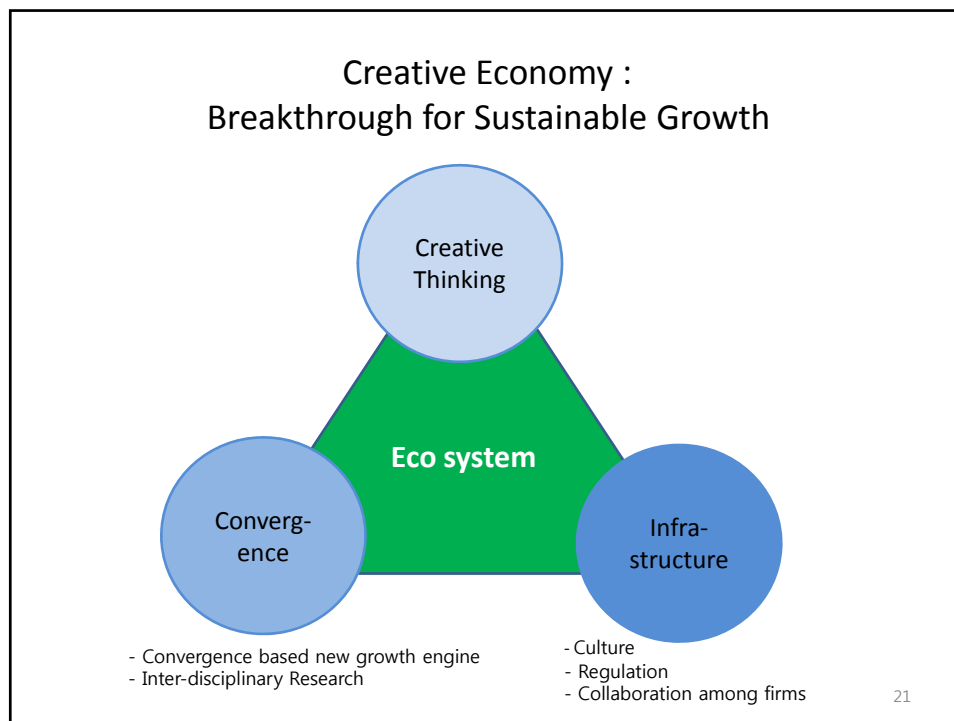 Creative Economy :
Breakthrough for Sustainable Growth
Creative
Thinking
Eco system
Converg-
ence
Infra-
structure
- Convergence based new growth engine
- Inter-disciplinary Research
- Culture
- Regulation
- Collaboration among firms
21